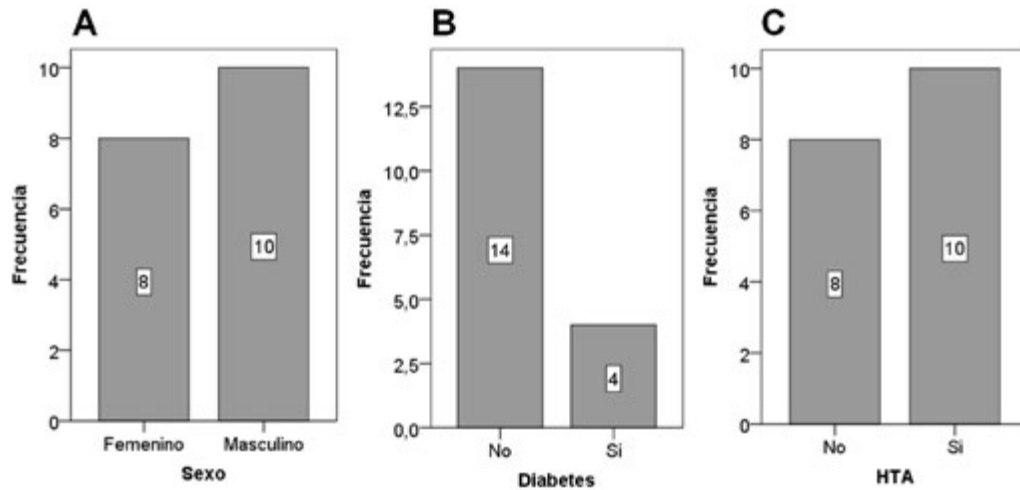 A
Frecuencia
10
8
6
4
2
0
8
10
Femenino
Masculino
Sexo
B
Frecuencia
12,5
10,0
7,5
5,0
2,5
0,0
14
4
No
Si
Diabetes
C
Frecuencia
10
8
6
4
2
0
8
10
No
Si
HTA